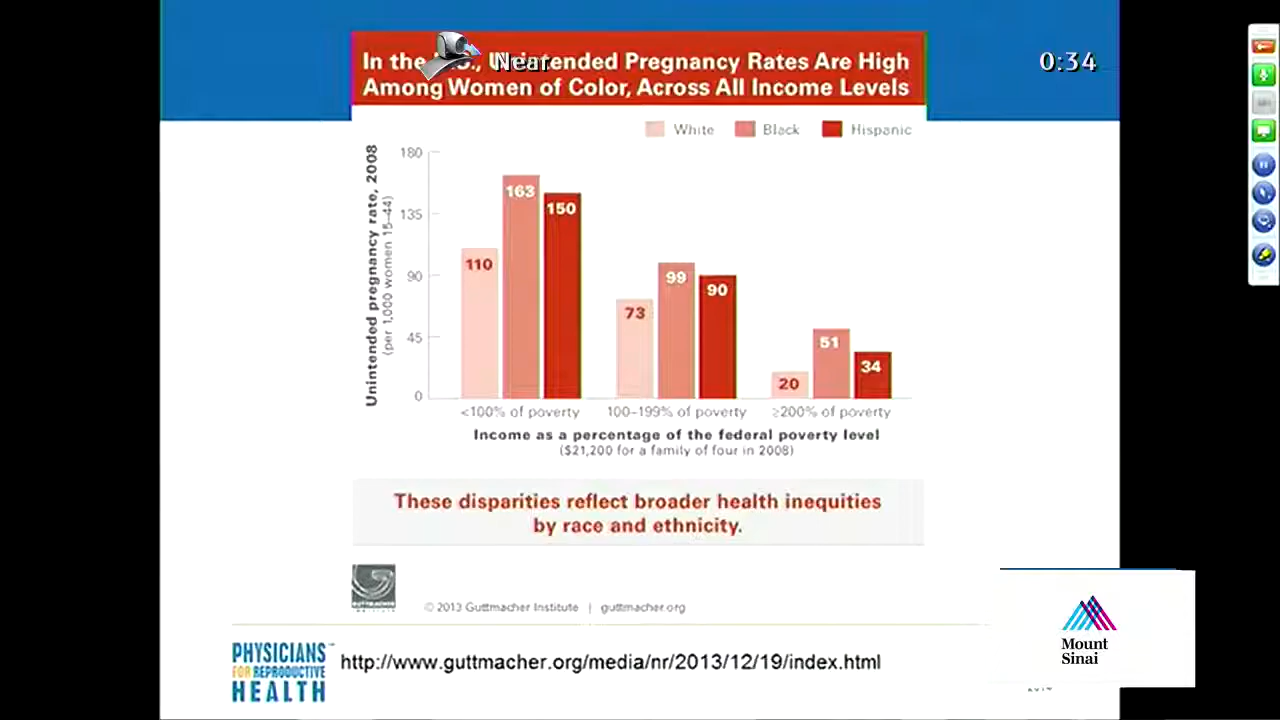 In the U.S., Unintended Pregnancy Rates Are High
Among Women of Color, Across All Income Levels
Near
0:34
White Black Hispanic
Unintended pregnancy rate, 2008
(per 1,000 women 15–44)
180
135
90
45
0
110
163
150
73
99
90
20
51
34
<100% of poverty 100–199% of poverty ≥200% of poverty
Income as a percentage of the federal poverty level
($21,200 for a family of four in 2008)
These disparities reflect broader health inequities
by race and ethnicity.
GUTTMACHER
INSTITUTE
© 2013 Guttmacher Institute | guttmacher.org
PHYSICIANS
FOR REPRODUCTIVE
HEALTH
http://www.guttmacher.org/media/nr/2013/12/19/index.html
Mount
Sinai